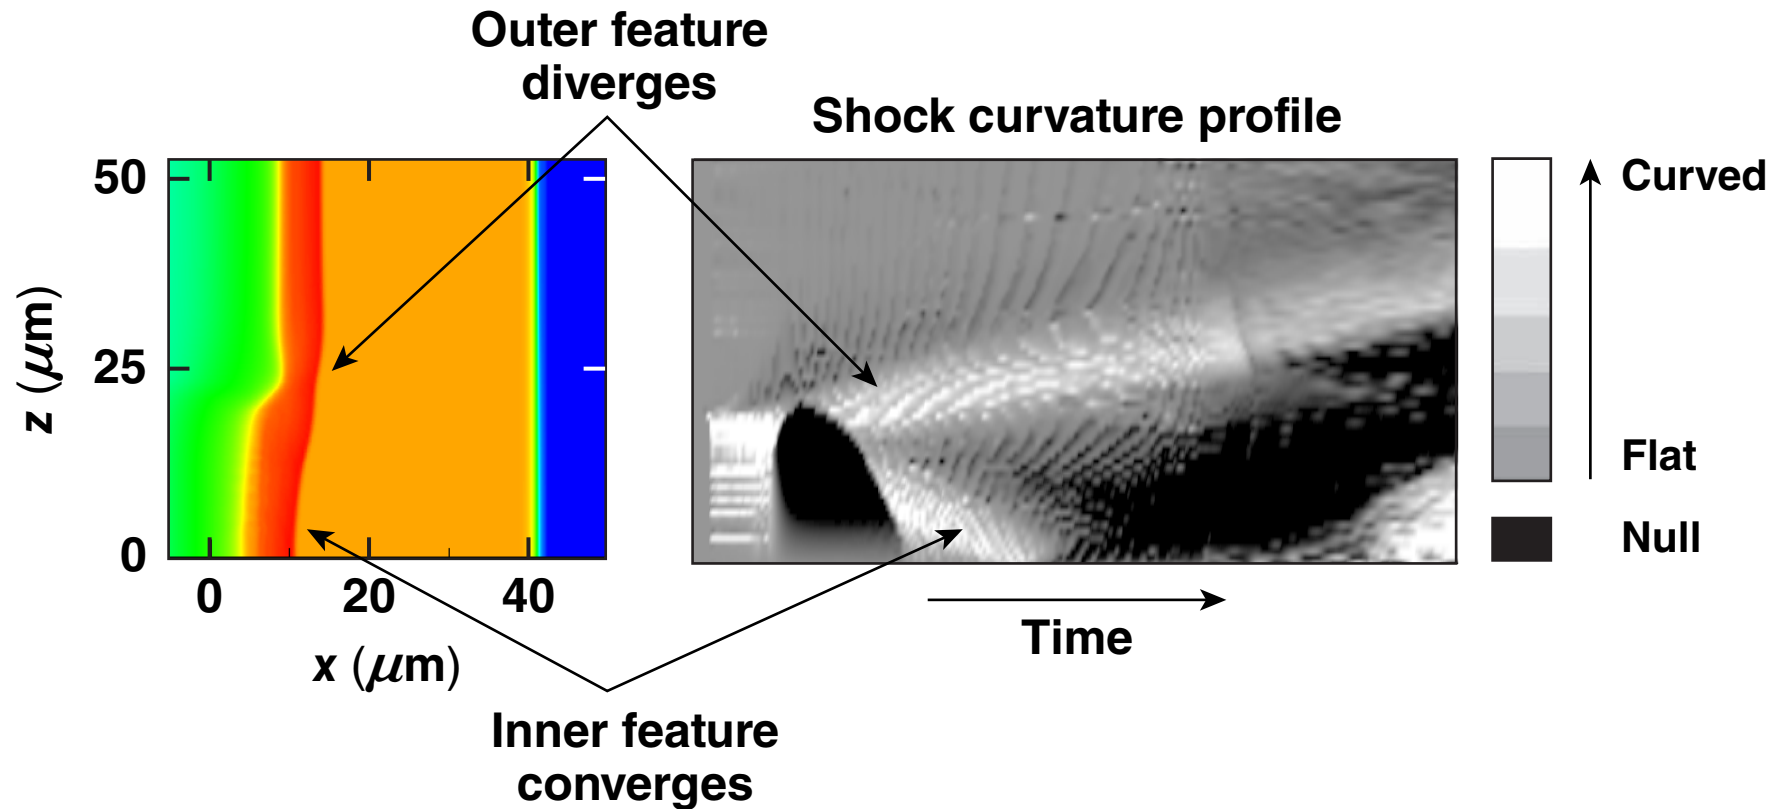 Outer feature
diverges
Shock curvature profile
50
25
0
z (μm)
0 20 40
x (μm)
Curved
Flat
Null
Time
Inner feature
converges